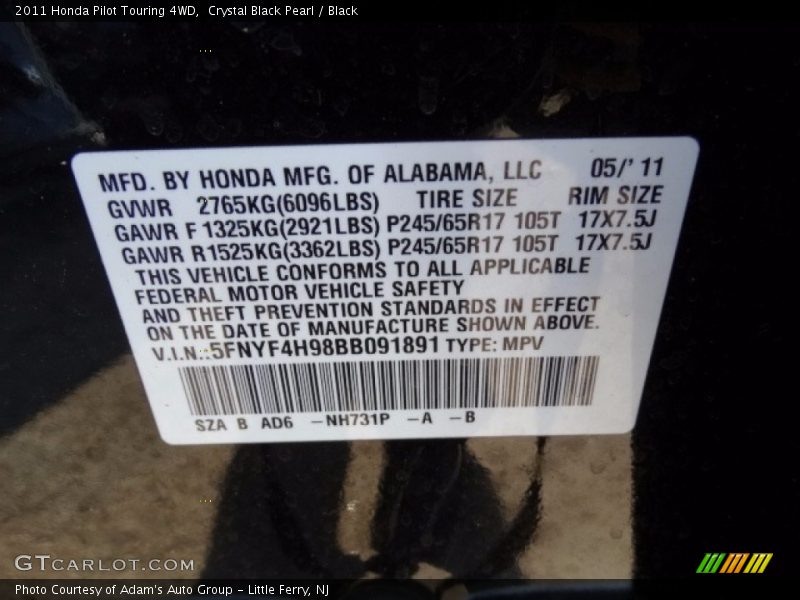 2011 Honda Pilot Touring 4WD,  Crystal Black Pearl / Black
MFD. BY HONDA MFG. OF ALABAMA, LLC 05/' 11
GVWR 2765KG(6096LBS) TIRE SIZE RIM SIZE
GAWR F 1325KG(2921LBS) P245/65R17 105T 17X7.5J
GAWR R1525KG(3362LBS) P245/65R17 105T 17X7.5J
THIS VEHICLE CONFORMS TO ALL APPLICABLE
FEDERAL MOTOR VEHICLE SAFETY
AND THEFT PREVENTION STANDARDS IN EFFECT
ON THE DATE OF MANUFACTURE SHOWN ABOVE.
V.I.N.:5FNYF4H98BB091891 TYPE: MPV
SZA B AD6 –NH731P –A –B
GTCARLOT.COM
Photo Courtesy of Adam's Auto Group – Little Ferry, NJ